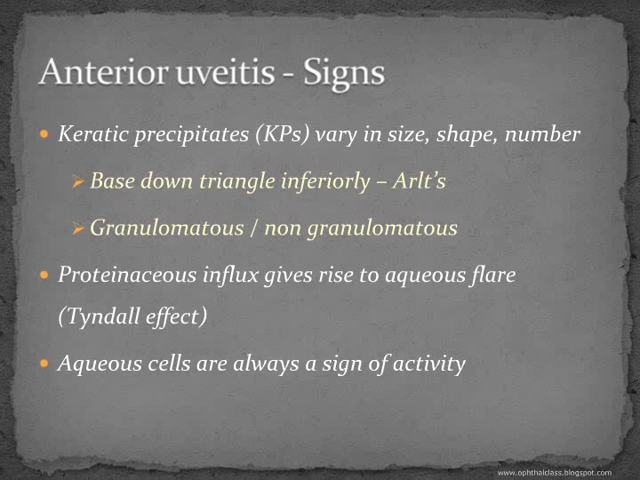 Anterior uveitis - Signs
• Keratic precipitates (KPs) vary in size, shape, number
➢ Base down triangle inferiorly – Arlt’s
➢ Granulomatous / non granulomatous
• Proteinaceous influx gives rise to aqueous flare
(Tyndall effect)
• Aqueous cells are always a sign of activity
www.ophthalclass.blogspot.com